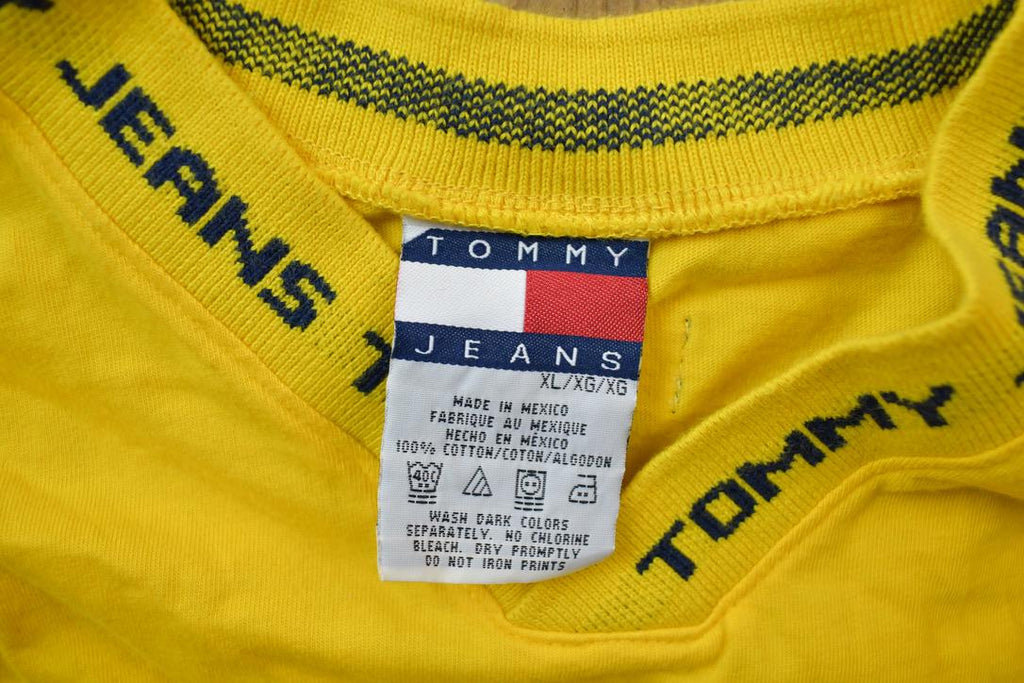 JEANS
TOMMY
JEANS
XL/XG/XG
MADE IN MEXICO
FABRIQUE AU MEXIQUE
HECHO EN MÉXICO
100% COTTON/COTON/ALGODON
40C
WASH DARK COLORS
SEPARATELY. NO CHLORINE
BLEACH. DRY PROMPTLY
DO NOT IRON PRINTS
TOMMY